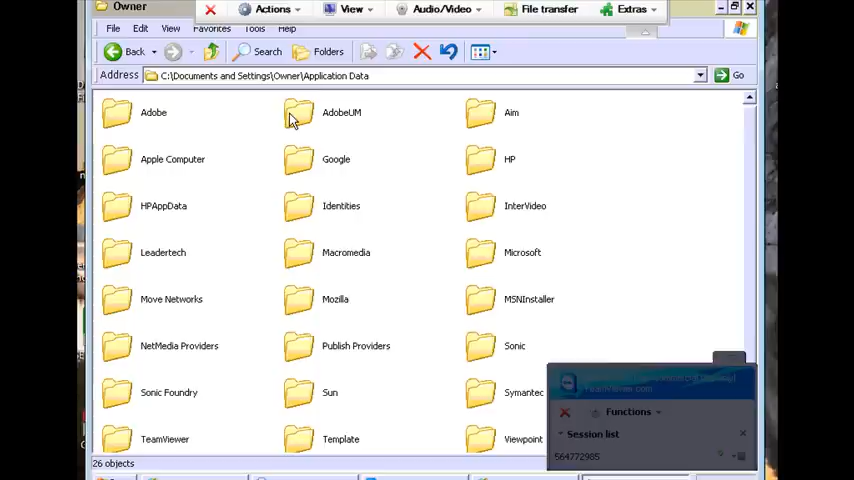 Owner
Actions View Audio/Video File transfer Extras
File Edit View Favorites Tools Help
Back Search Folders
Address C:\Documents and Settings\Owner\Application Data Go
Adobe AdobeUM Aim
Apple Computer Google HP
HPAppData Identities InterVideo
Leadertech Macromedia Microsoft
Move Networks Mozilla MSNInstaller
NetMedia Providers Publish Providers Sonic
Sonic Foundry Sun Symantec
TeamViewer Template Viewpoint
Functions
Session list
564772985
26 objects